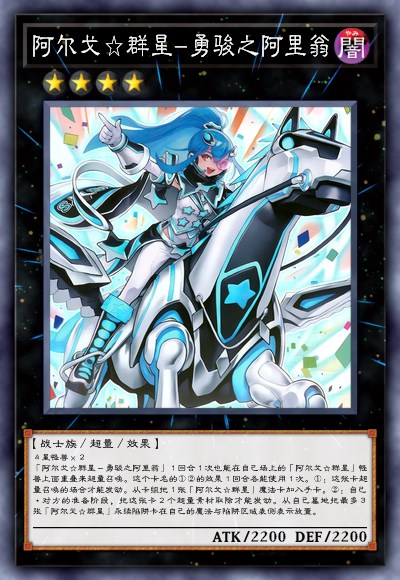 阿尔戈☆群星－勇骏之阿里翁
やみ
闇
【战士族／超量／效果】
４星怪兽×２
「阿尔戈☆群星－勇骏之阿里翁」1回合1次也能在自己场上的「阿尔戈☆群星」怪
兽上面重叠来超量召唤。这个卡名的①②的效果1回合各能使用1次。①：这张卡超
量召唤的场合才能发动。从卡组把1张「阿尔戈☆群星」魔法卡加入手卡。②：自己
・对方的准备阶段，把这张卡2个超量素材取除才能发动。从自己墓地把最多3
张「阿尔戈☆群星」永续陷阱卡在自己的魔法与陷阱区域表侧表示放置。
ATK/2200 DEF/2200